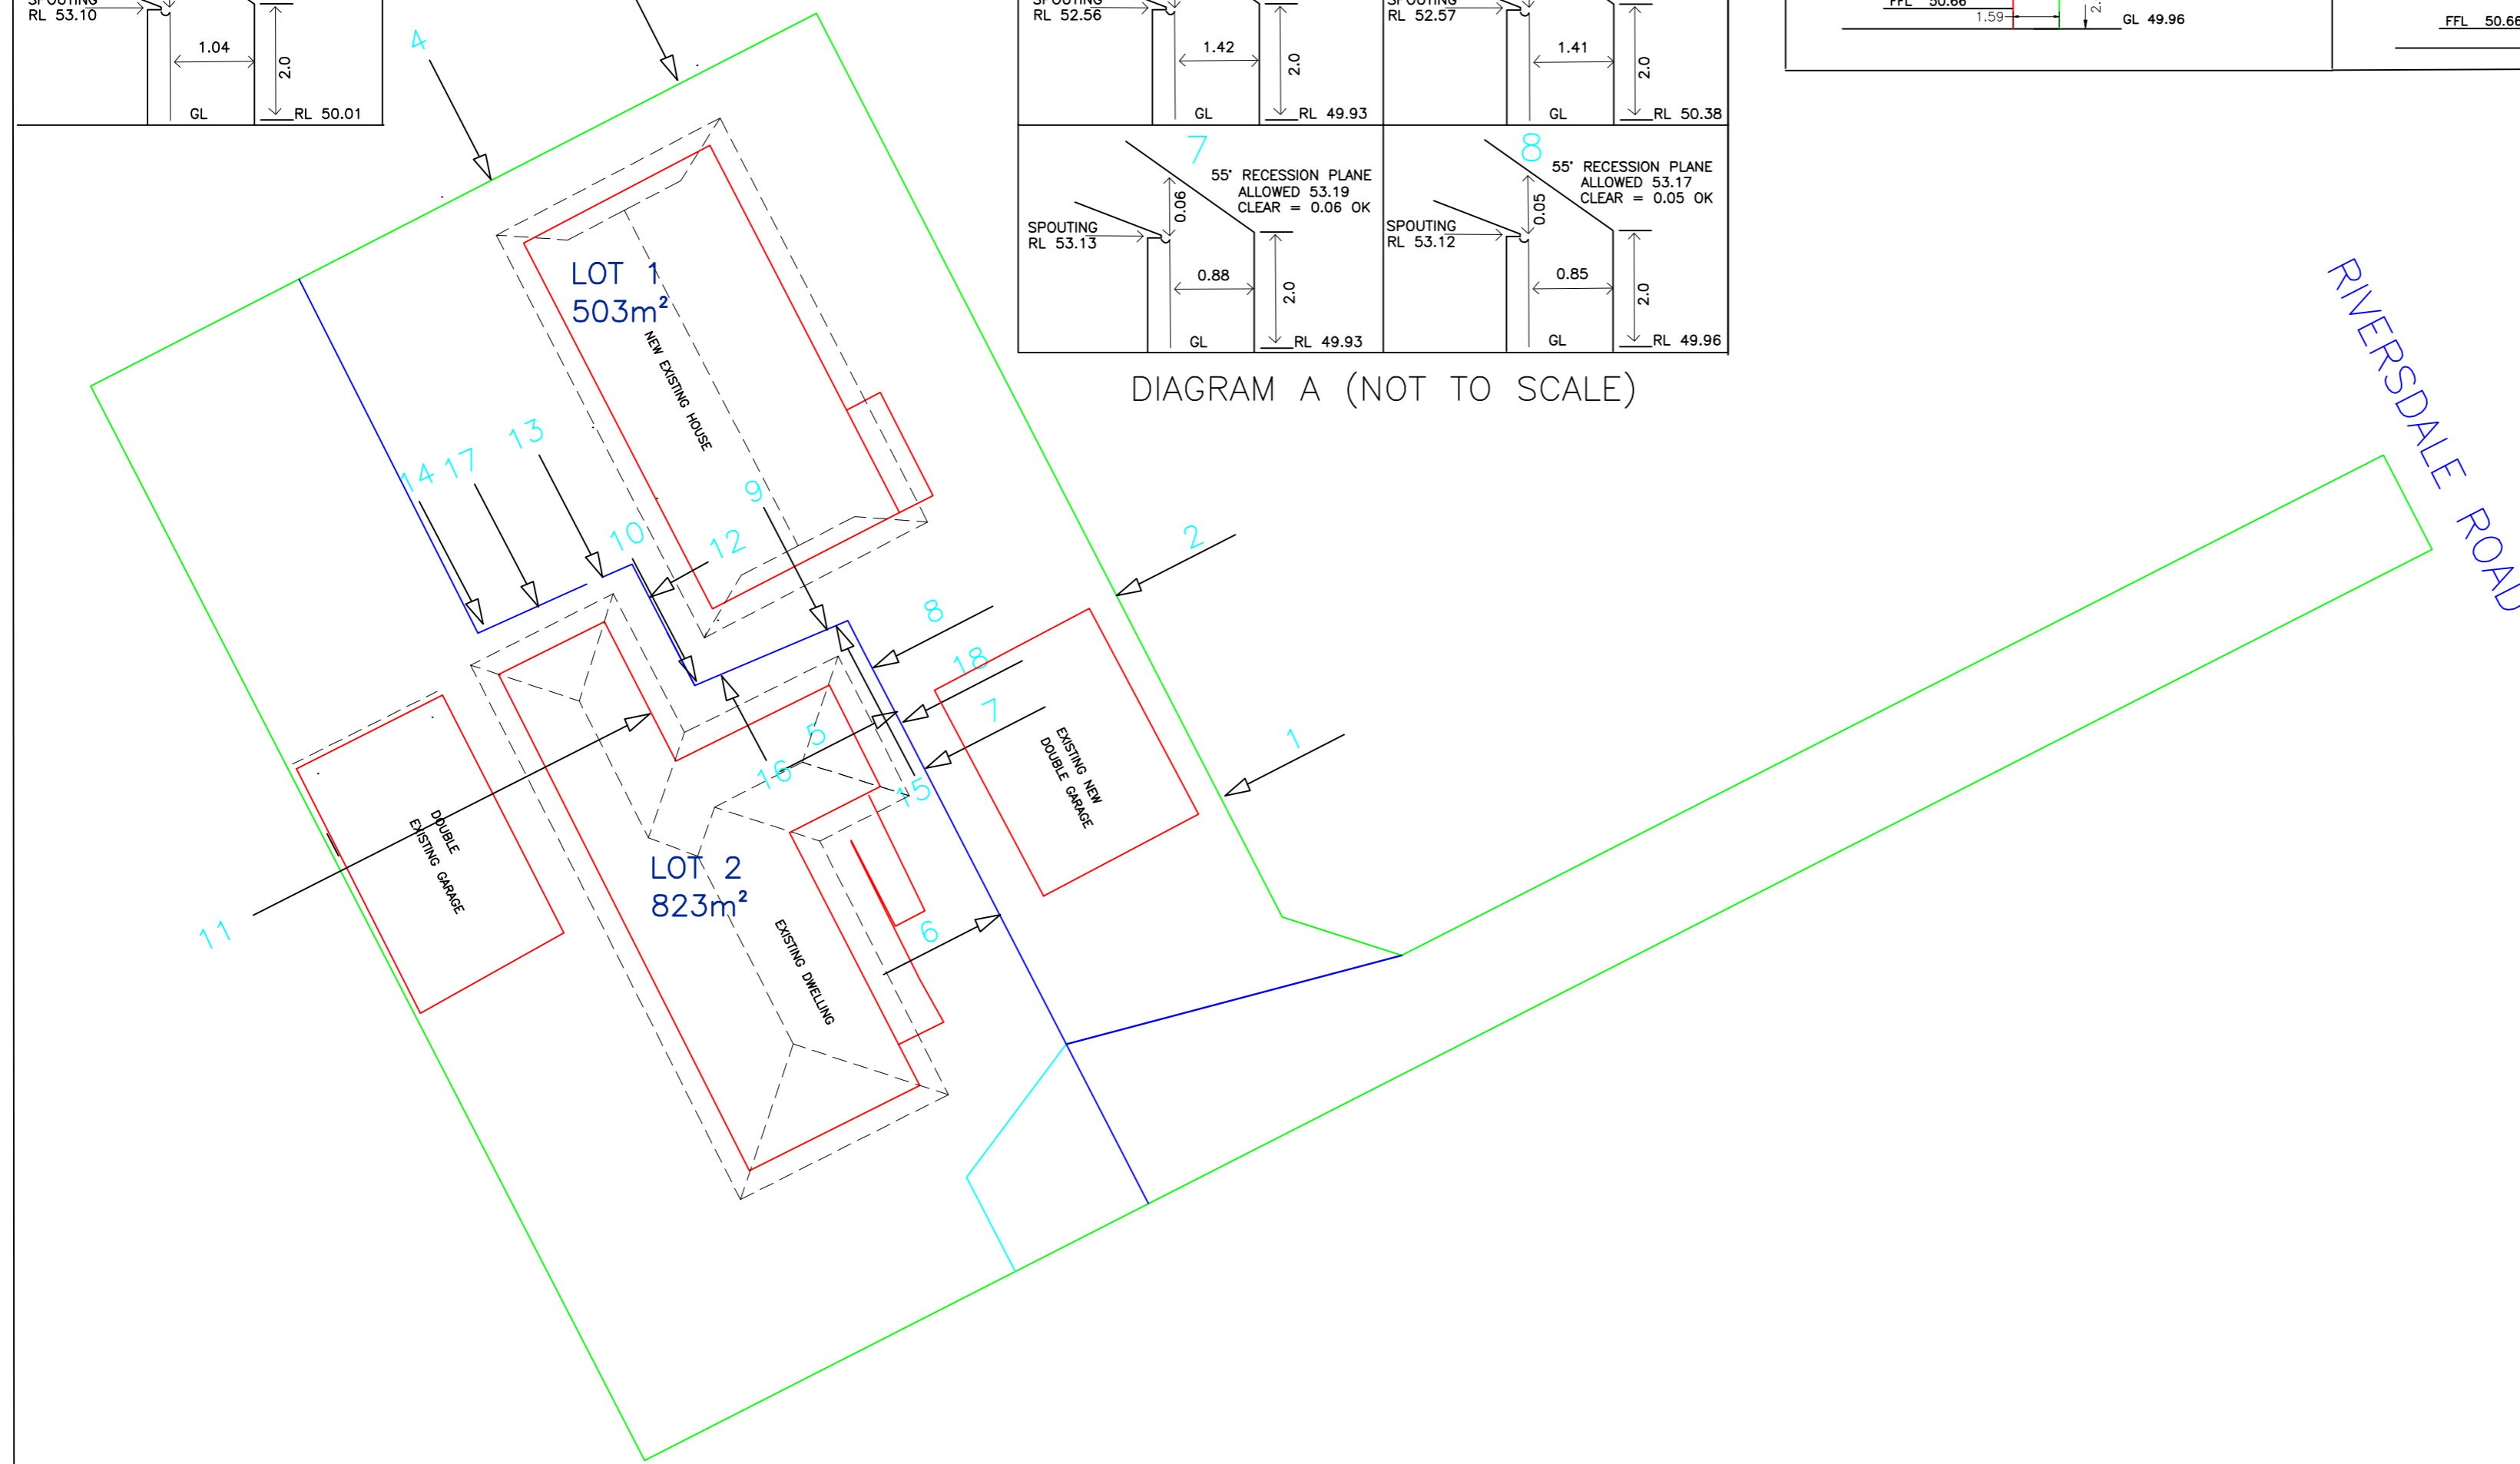 SPOUTING
RL 53.10
1.04
2.0
GL
RL 50.01
SPOUTING
RL 52.56
1.42
2.0
GL
RL 49.93
SPOUTING
RL 52.57
1.41
2.0
GL
RL 50.38
FFL 50.66
1.59
2.
GL 49.96
FFL 50.66
7
55° RECESSION PLANE
ALLOWED 53.19
CLEAR = 0.06 OK
0.06
SPOUTING
RL 53.13
0.88
2.0
GL
RL 49.93
8
55° RECESSION PLANE
ALLOWED 53.17
CLEAR = 0.05 OK
0.05
SPOUTING
RL 53.12
0.85
2.0
GL
RL 49.96
DIAGRAM A (NOT TO SCALE)
4
LOT 1
503m²
NEW EXISTING HOUSE
RIVERSDALE ROAD
14
17
13
10
12
9
2
8
18
7
5
16
15
1
EXISTING NEW
DOUBLE GARAGE
DOUBLE
EXISTING GARAGE
LOT 2
823m²
EXISTING DWELLING
6
11